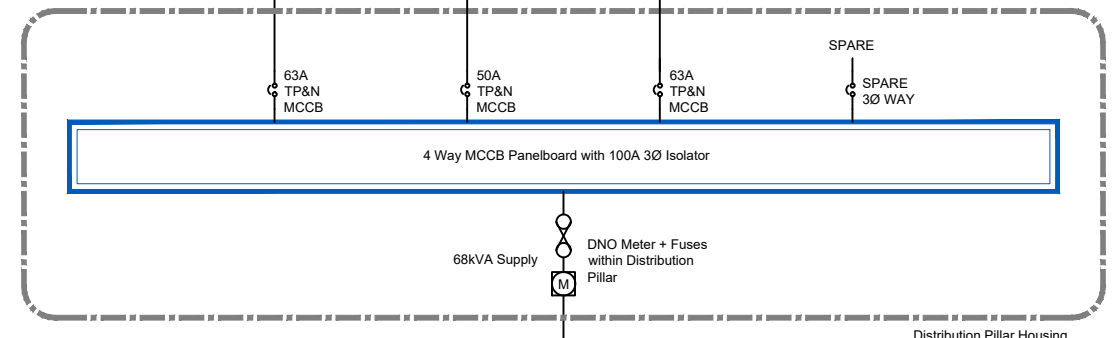 SPARE
63A
TP&N
MCCB
50A
TP&N
MCCB
63A
TP&N
MCCB
SPARE
3Ø WAY
4 Way MCCB Panelboard with 100A 3Ø Isolator
68kVA Supply
DNO Meter + Fuses
within Distribution
Pillar
M
Distribution Pillar Housing